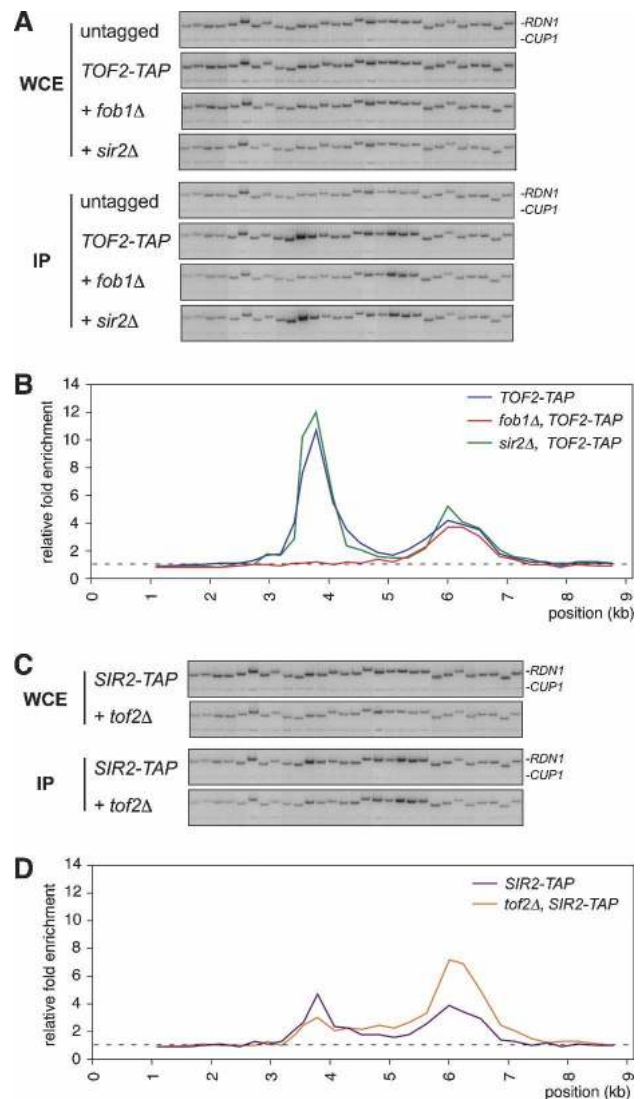 A
untagged
-RDN1
-CUP1
WCE
TOF2-TAP
+ fob1Δ
+ sir2Δ
untagged
-RDN1
-CUP1
IP
TOF2-TAP
+ fob1Δ
+ sir2Δ
B
relative fold enrichment
14
12
10
8
6
4
2
0
TOF2-TAP
fob1Δ, TOF2-TAP
sir2Δ, TOF2-TAP
0 1 2 3 4 5 6 7 8 9
position (kb)
C
WCE
SIR2-TAP
-RDN1
-CUP1
+ tof2Δ
IP
SIR2-TAP
-RDN1
-CUP1
+ tof2Δ
D
relative fold enrichment
14
12
10
8
6
4
2
0
SIR2-TAP
tof2Δ, SIR2-TAP
0 1 2 3 4 5 6 7 8 9
position (kb)